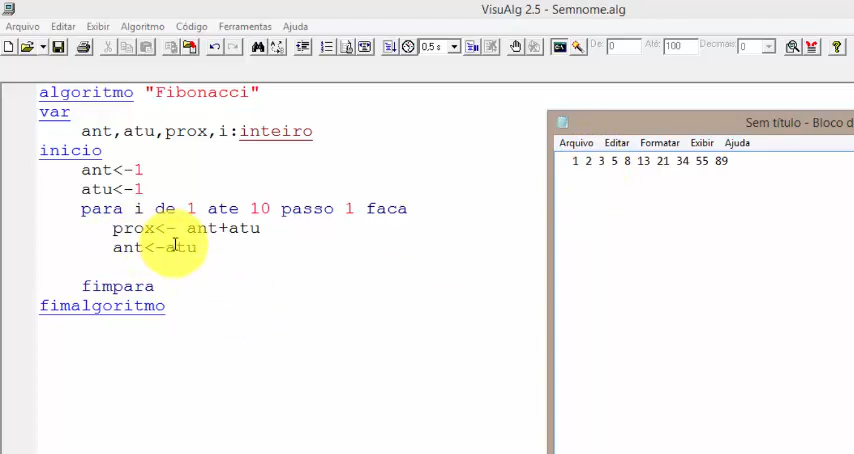 VisuAlg 2.5 - Semnome.alg
Arquivo Editar Exibir Algoritmo Código Ferramentas Ajuda
0,5 s De: 0 Até: 100 Decmais: 0
algoritmo "Fibonacci"
var
ant,atu,prox,i:inteiro
inicio
ant<-1
atu<-1
para i de 1 ate 10 passo 1 faca
prox<- ant+atu
ant<-atu
fimpara
fimalgoritmo
Sem título - Bloco d
Arquivo Editar Formatar Exibir Ajuda
1 2 3 5 8 13 21 34 55 89